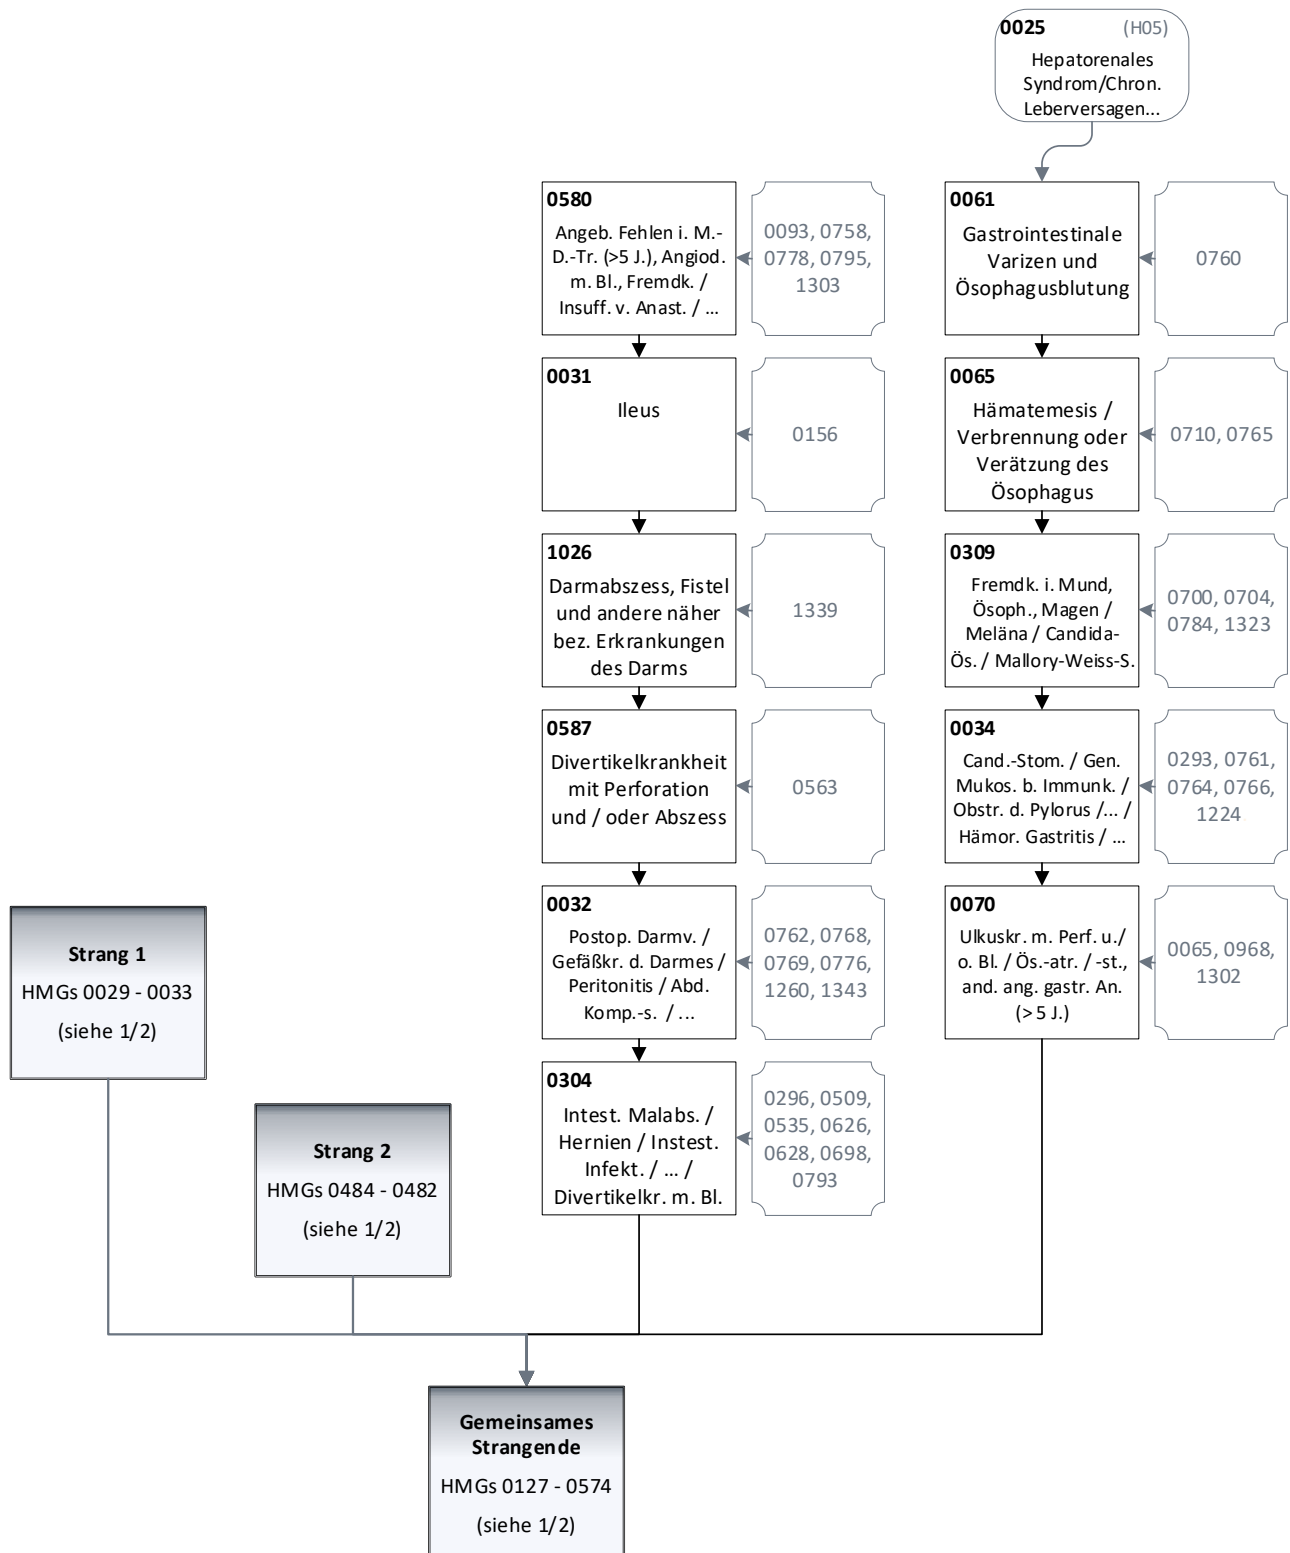 0025 (H05)
Hepatorenales
Syndrom/Chron.
Leberversagen...
0580
Angeb. Fehlen i. M.-
D.-Tr. (>5 J.), Angiod.
m. Bl., Fremdk. /
Insuff. v. Anast. / ...
0093, 0758,
0778, 0795,
1303
0061
Gastrointestinale
Varizen und
Ösophagusblutung
0760
0031
Ileus
0156
0065
Hämatemesis /
Verbrennung oder
Verätzung des
Ösophagus
0710, 0765
1026
Darmabszess, Fistel
und andere näher
bez. Erkrankungen
des Darms
1339
0309
Fremdk. i. Mund,
Ösoph., Magen /
Meläna / Candida-
Ös. / Mallory-Weiss-S.
0700, 0704,
0784, 1323
0587
Divertikelkrankheit
mit Perforation
und / oder Abszess
0563
0034
Cand.-Stom. / Gen.
Mukos. b. Immunk. /
Obstr. d. Pylorus /... /
Hämor. Gastritis / ...
0293, 0761,
0764, 0766,
1224
0032
Postop. Darmv. /
Gefäßkr. d. Darmes /
Peritonitis / Abd.
Komp.-s. / ...
0762, 0768,
0769, 0776,
1260, 1343
0070
Ulkuskr. m. Perf. u./
o. Bl. / Ös.-atr. / -st.,
and. ang. gastr. An.
(> 5 J.)
0065, 0968,
1302
Strang 1
HMGs 0029 - 0033
(siehe 1/2)
0304
Intest. Malabs. /
Hernien / Instest.
Infekt. / ... /
Divertikelkr. m. Bl.
0296, 0509,
0535, 0626,
0628, 0698,
0793
Strang 2
HMGs 0484 - 0482
(siehe 1/2)
Gemeinsames
Strangende
HMGs 0127 - 0574
(siehe 1/2)